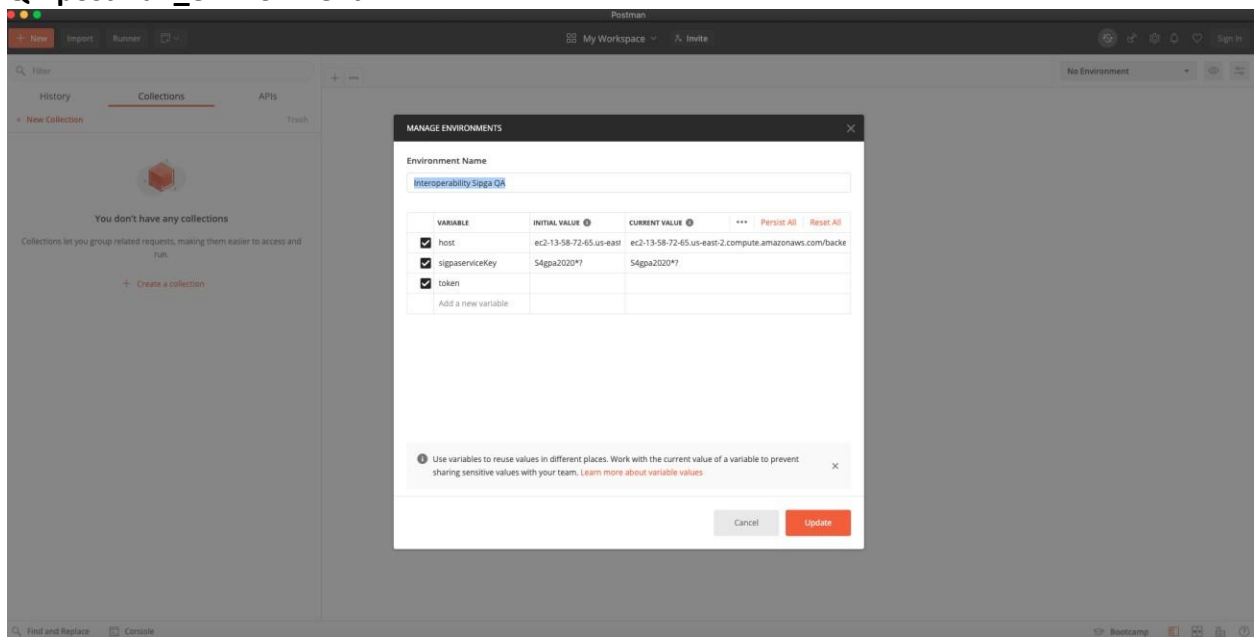 Postman
New Import Runner My Workspace Invite Sign In
Filter No Environment
History Collections APIs
New Collection Trash
You don't have any collections
Collections let you group related requests, making them easier to access and
run.
+ Create a collection
MANAGE ENVIRONMENTS
Environment Name
Interoperability Sipga QA
VARIABLE INITIAL VALUE CURRENT VALUE ••• Persist All Reset All
host ec2-13-58-72-65.us-east ec2-13-58-72-65.us-east-2.compute.amazonaws.com/backe
sigpaserviceKey S4gpa2020*? S4gpa2020*?
token
Add a new variable
Use variables to reuse values in different places. Work with the current value of a variable to prevent
sharing sensitive values with your team. Learn more about variable values
Cancel Update
Find and Replace Console Bootcamp